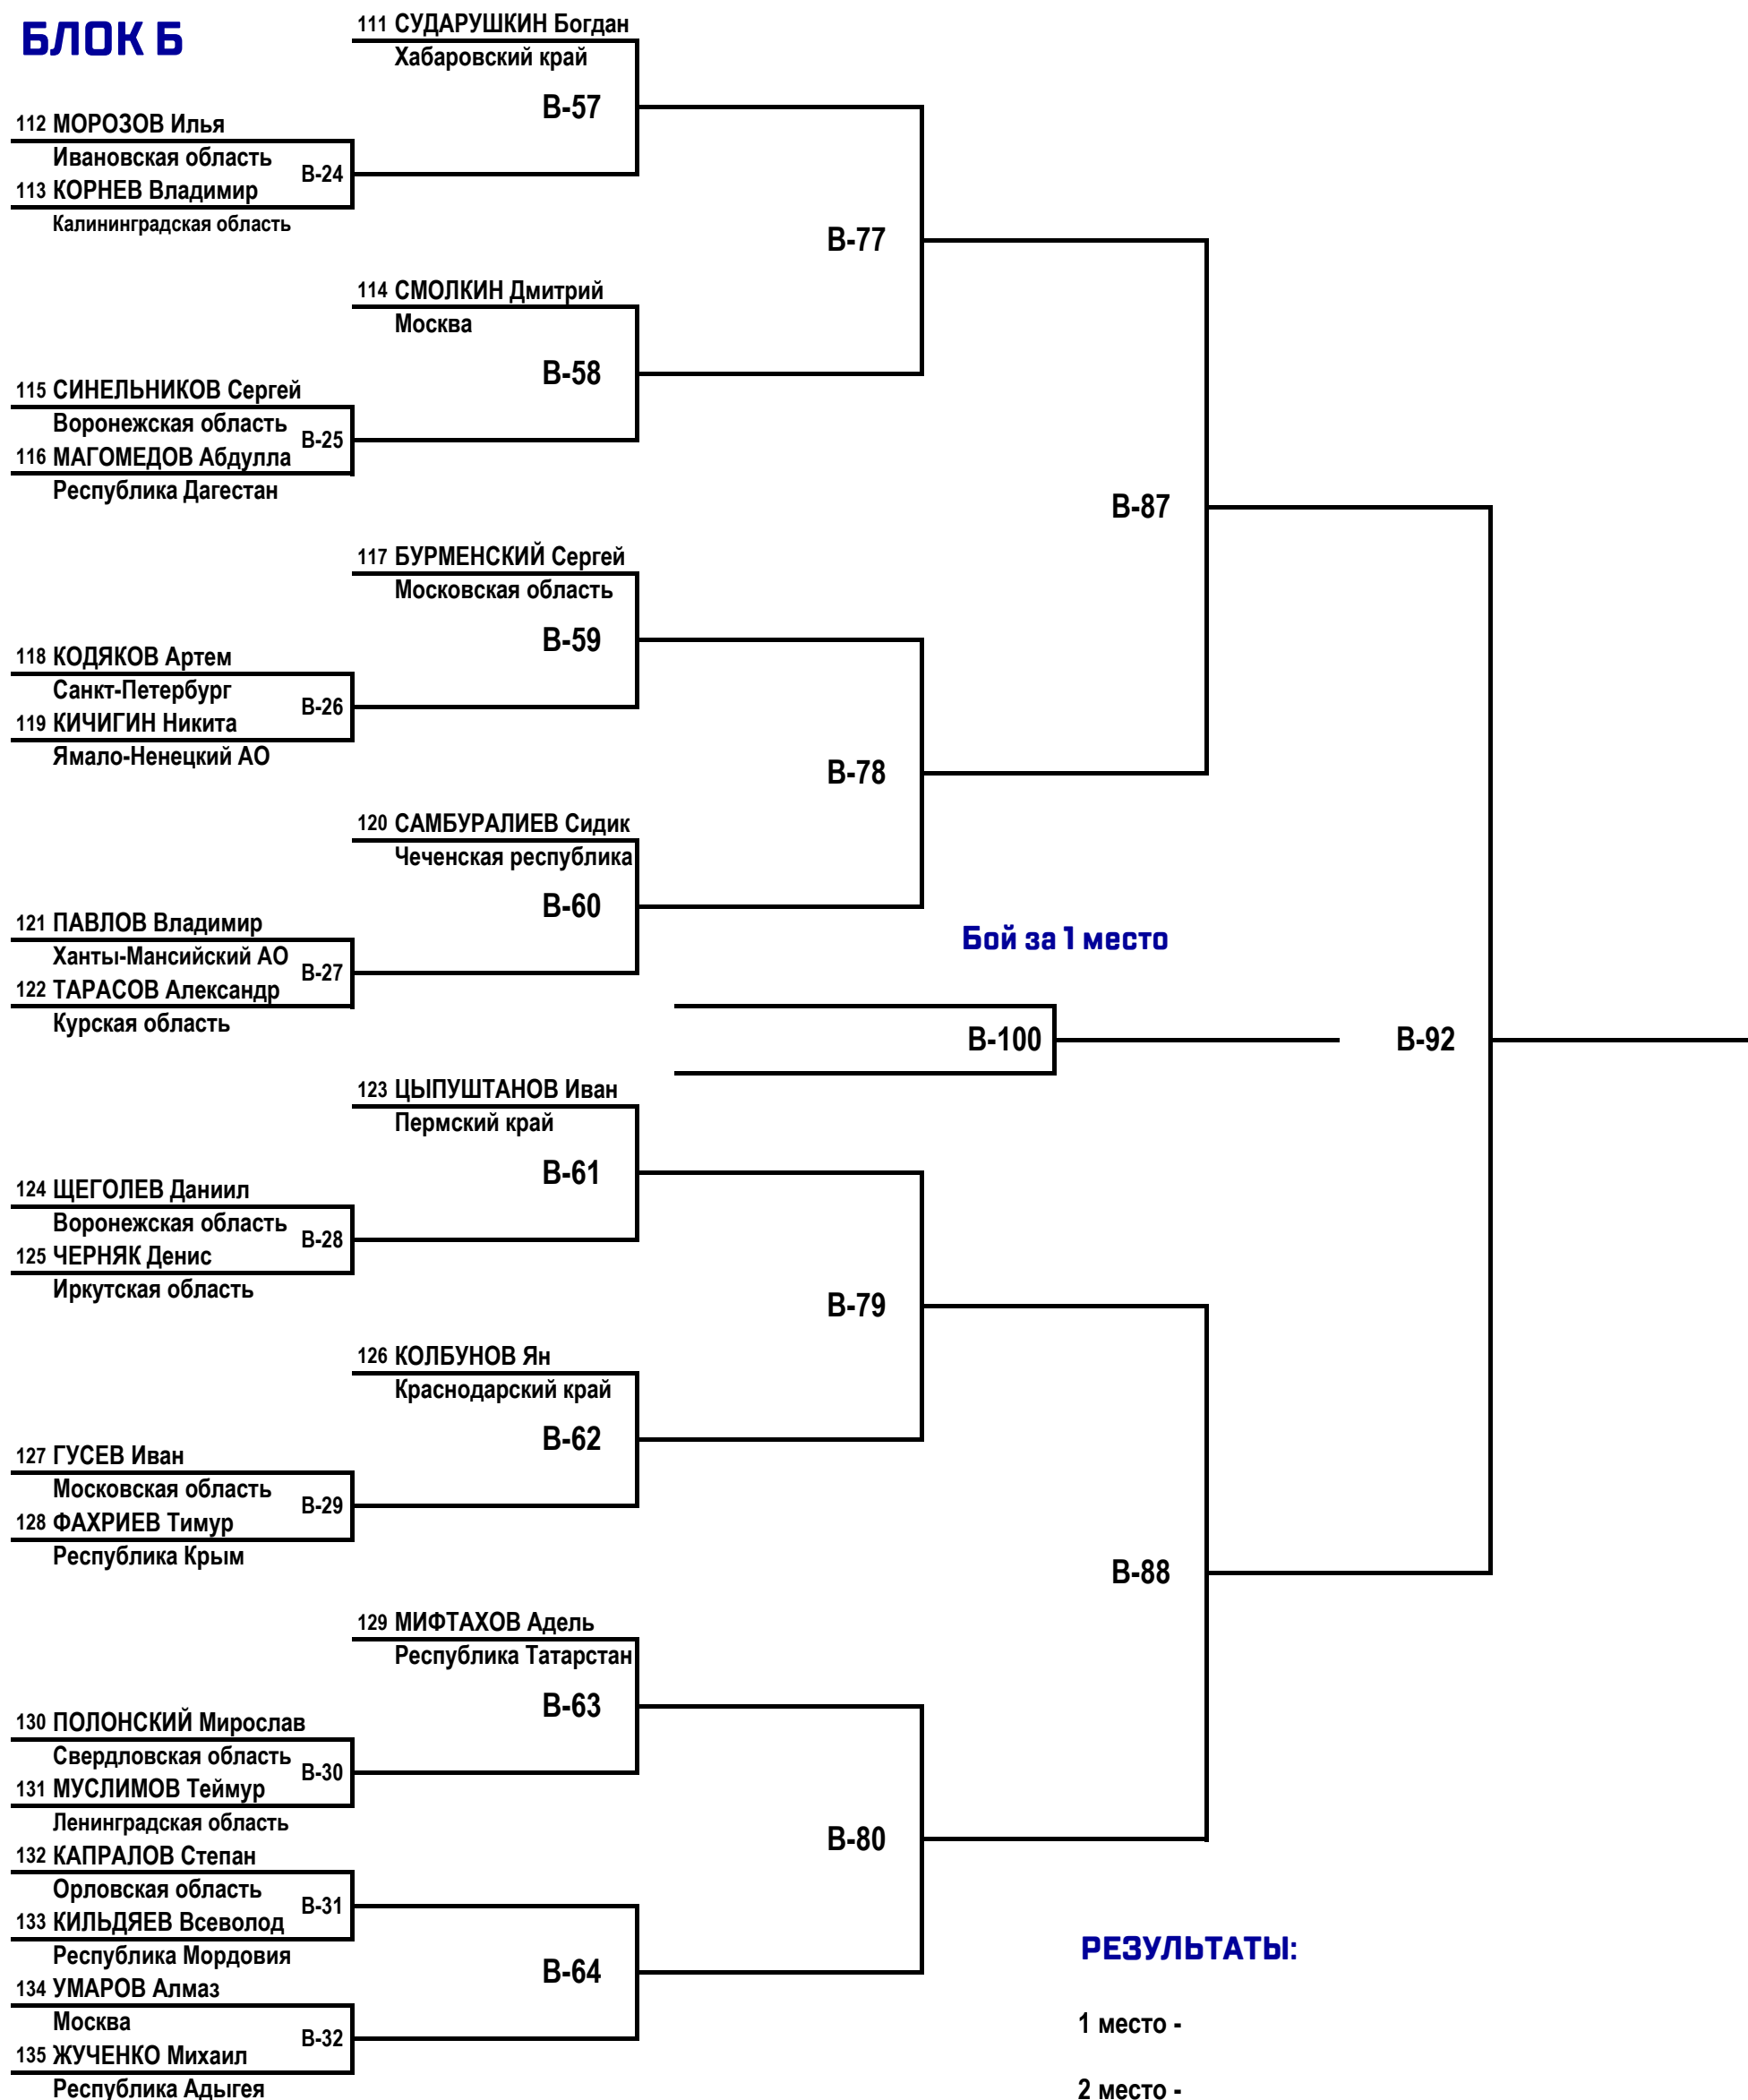 БЛОК Б
111 СУДАРУШКИН Богдан
Хабаровский край
В-57
112 МОРОЗОВ Илья
Ивановская область
В-24
113 КОРНЕВ Владимир
Калининградская область
В-77
114 СМОЛКИН Дмитрий
Москва
В-58
115 СИНЕЛЬНИКОВ Сергей
Воронежская область
В-25
116 МАГОМЕДОВ Абдулла
Республика Дагестан
В-87
117 БУРМЕНСКИЙ Сергей
Московская область
В-59
118 КОДЯКОВ Артем
Санкт-Петербург
В-26
119 КИЧИГИН Никита
Ямало-Ненецкий АО
В-78
120 САМБУРАЛИЕВ Сидик
Чеченская республика
В-60
121 ПАВЛОВ Владимир
Ханты-Мансийский АО
В-27
122 ТАРАСОВ Александр
Курская область
Бой за 1 место
В-100
В-92
123 ЦЫПУШТАНОВ Иван
Пермский край
В-61
124 ЩЕГОЛЕВ Даниил
Воронежская область
В-28
125 ЧЕРНЯК Денис
Иркутская область
В-79
126 КОЛБУНОВ Ян
Краснодарский край
В-62
127 ГУСЕВ Иван
Московская область
В-29
128 ФАХРИЕВ Тимур
Республика Крым
В-88
129 МИФТАХОВ Адель
Республика Татарстан
В-63
130 ПОЛОНСКИЙ Мирослав
Свердловская область
В-30
131 МУСЛИМОВ Теймур
Ленинградская область
В-80
132 КАПРАЛОВ Степан
Орловская область
В-31
133 КИЛЬДЯЕВ Всеволод
Республика Мордовия
В-64
134 УМАРОВ Алмаз
Москва
В-32
135 ЖУЧЕНКО Михаил
Республика Адыгея
РЕЗУЛЬТАТЫ:
1 место -
2 место -